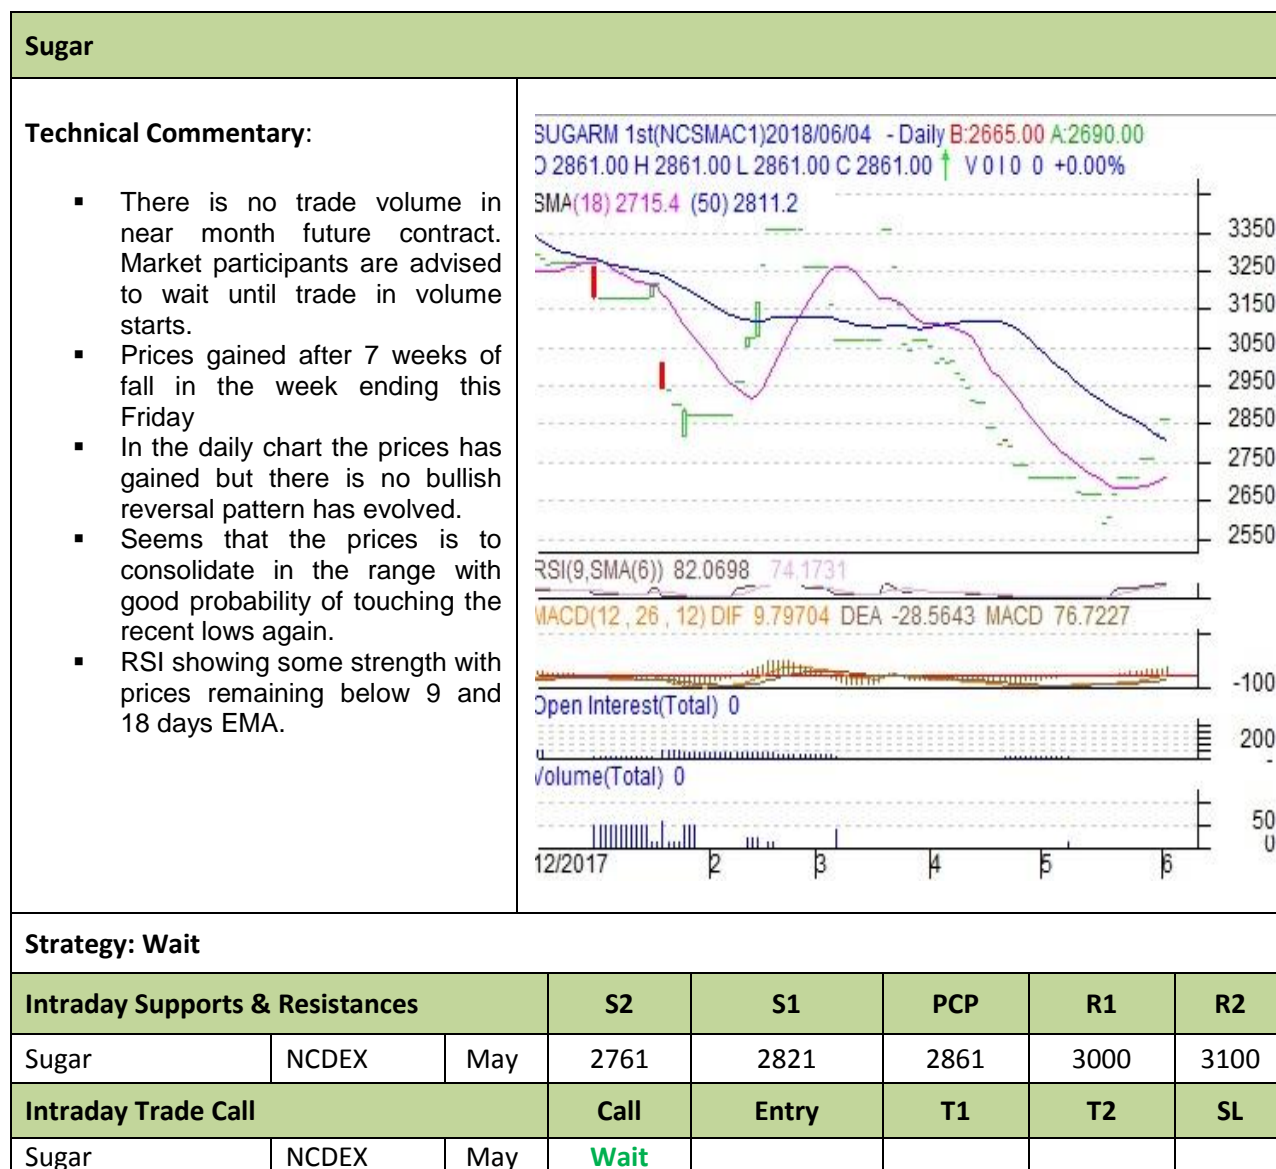 Sugar
Technical Commentary:
▪ There is no trade volume in
near month future contract.
Market participants are advised
to wait until trade in volume
starts.
▪ Prices gained after 7 weeks of
fall in the week ending this
Friday
▪ In the daily chart the prices has
gained but there is no bullish
reversal pattern has evolved.
▪ Seems that the prices is to
consolidate in the range with
good probability of touching the
recent lows again.
▪ RSI showing some strength with
prices remaining below 9 and
18 days EMA.
SUGARM 1st(NCSMAC1)2018/06/04 - Daily B:2665.00 A:2690.00
O 2861.00 H 2861.00 L 2861.00 C 2861.00 V 0 I 0 0 +0.00%
SMA(18) 2715.4 (50) 2811.2
3350
3250
3150
3050
2950
2850
2750
2650
2550
RSI(9,SMA(6)) 82.0698 74.1731
MACD(12 , 26 , 12) DIF 9.79704 DEA -28.5643 MACD 76.7227
-100
Open Interest(Total) 0
200
-
Volume(Total) 0
50
0
12/2017 2 3 4 5 6
Strategy: Wait
Intraday Supports & Resistances S2 S1 PCP R1 R2
Sugar NCDEX May 2761 2821 2861 3000 3100
Intraday Trade Call Call Entry T1 T2 SL
Sugar NCDEX May Wait